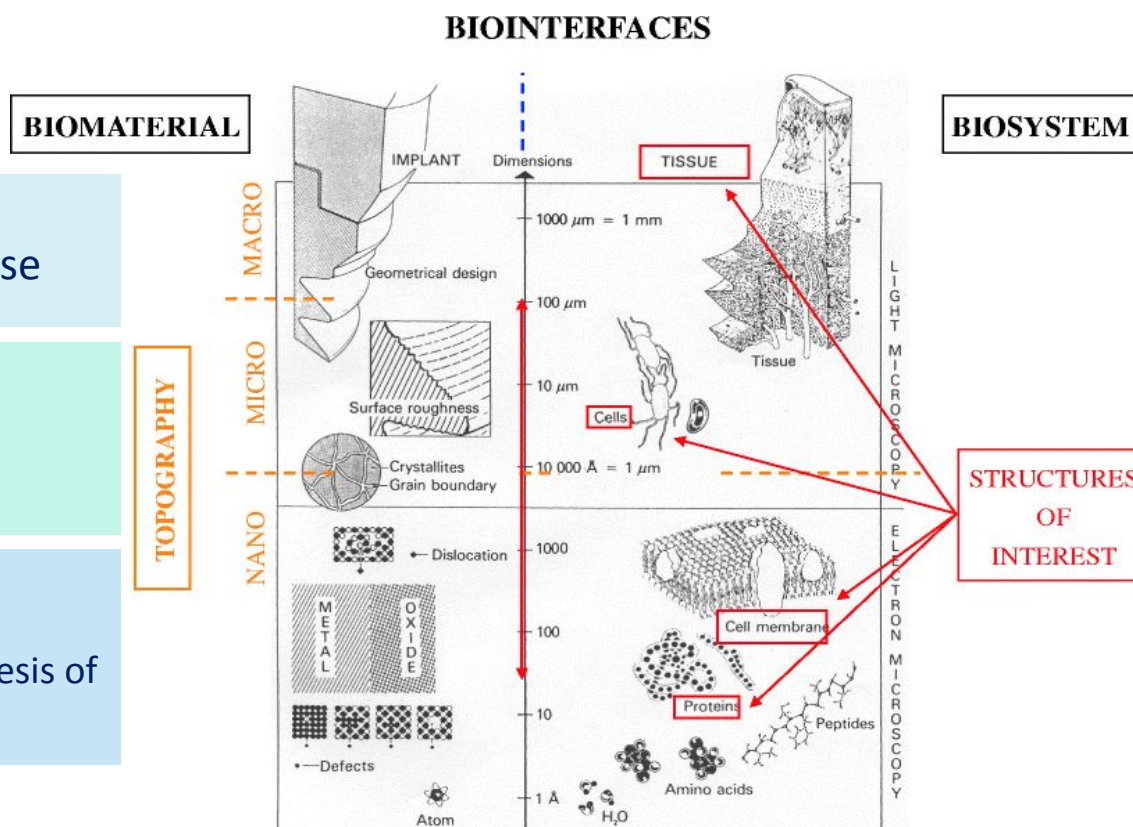 BIOINTERFACES
BIOMATERIAL
BIOSYSTEM
IMPLANT
Dimensions
TISSUE
MACRO
1000 μm = 1 mm
se
Geometrical design
100 μm
Tissue
LIGHT MICROSCOPY
TOPOGRAPHY
MICRO
10 μm
Surface roughness
Cells
Crystallites
Grain boundary
10 000 Å = 1 μm
STRUCTURES
OF
INTEREST
NANO
Dislocation
1000
ELECTRON MICROSCOPY
METAL
OXIDE
100
Cell membrane
esis of
Proteins
10
Peptides
Defects
Amino acids
1 Å
Atom
H₂O